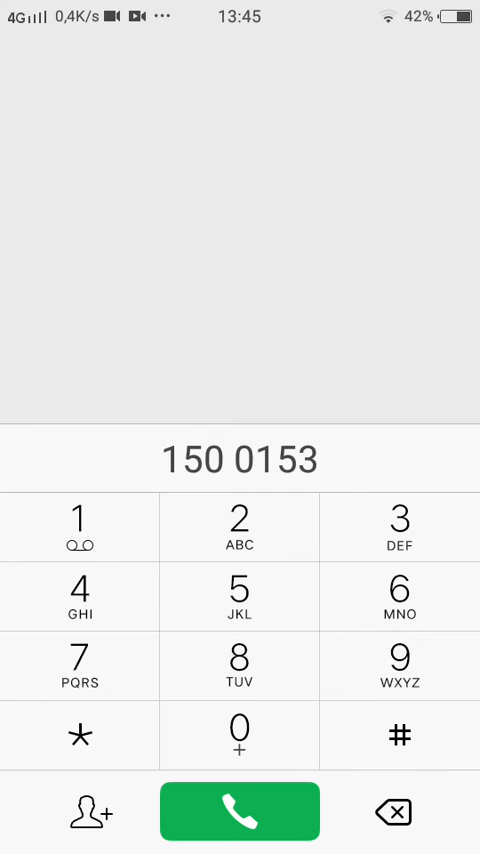 4G 0,4K/s ••• 13:45 42%
150 0153
1 2 3
ABC DEF
4 5 6
GHI JKL MNO
7 8 9
PQRS TUV WXYZ
* 0 #
+
+